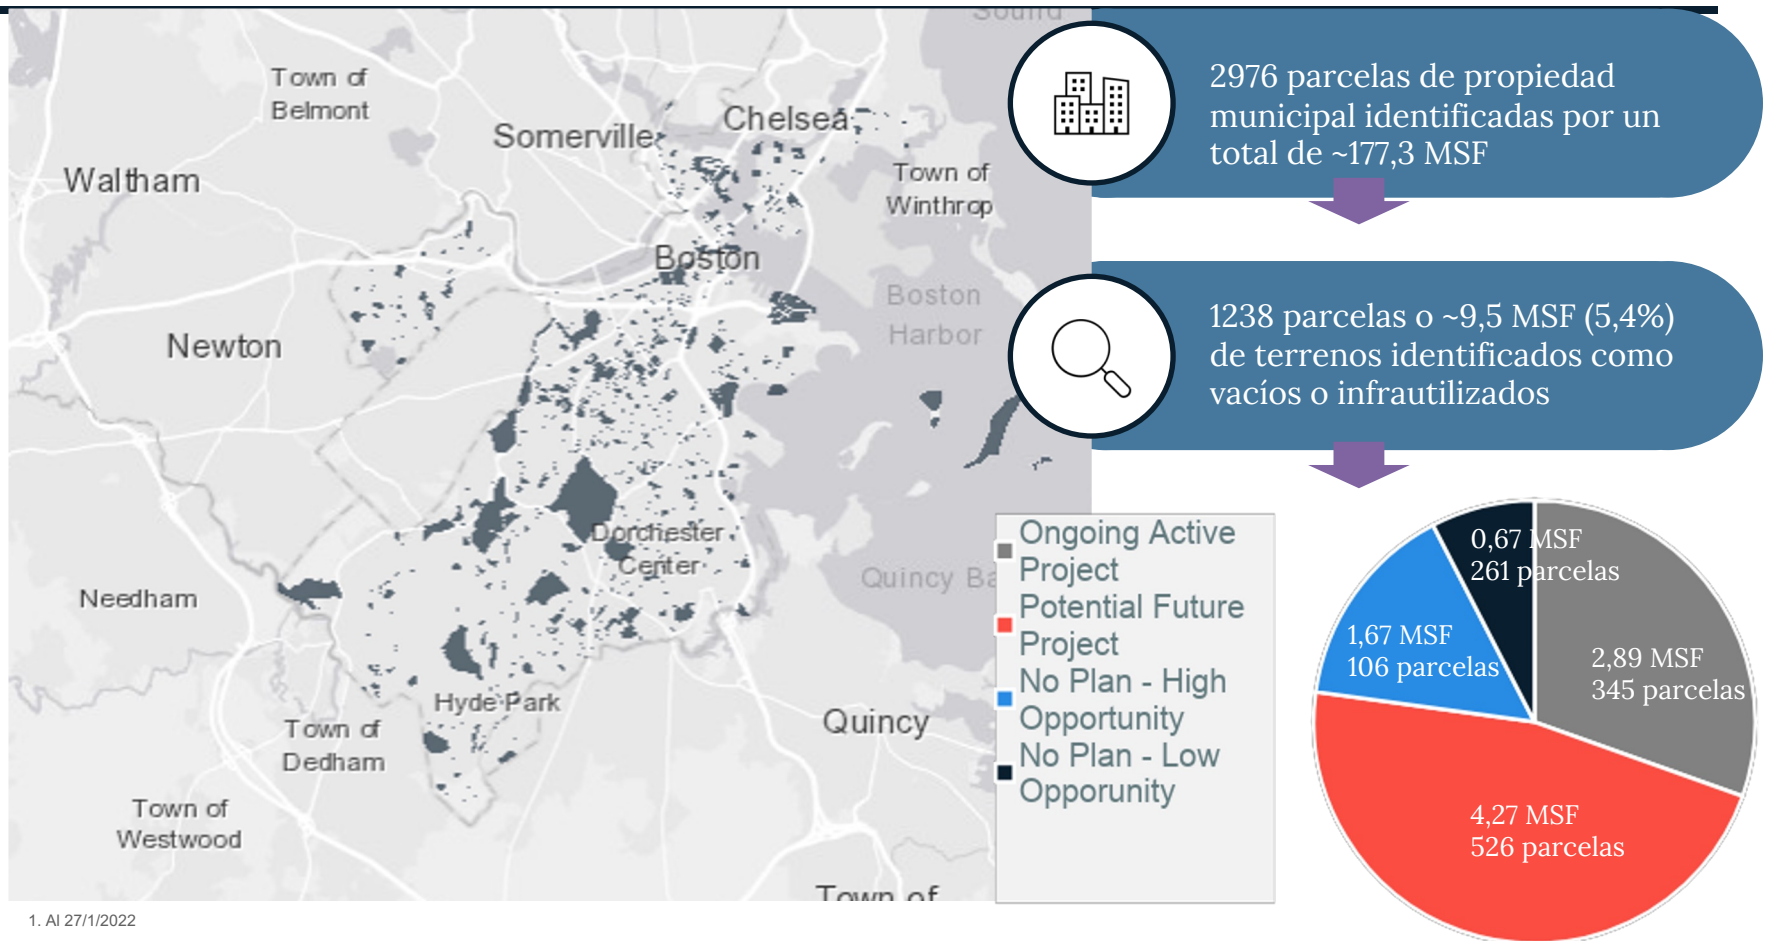 Sound
Town of
Belmont
Somerville
Chelsea
Waltham
Town of
Winthrop
Boston
Boston
Harbor
Newton
Dorchester
Center
Needham
Quincy Ba
Hyde Park
Town of
Dedham
Quincy
Town of
Westwood
Town of
1. Al 27/1/2022
2976 parcelas de propiedad
municipal identificadas por un
total de ~177,3 MSF
1238 parcelas o ~9,5 MSF (5,4%)
de terrenos identificados como
vacíos o infrautilizados
Ongoing Active
Project
Potential Future
Project
No Plan - High
Opportunity
No Plan - Low
Opporunity
0,67 MSF
261 parcelas
1,67 MSF
106 parcelas
2,89 MSF
345 parcelas
4,27 MSF
526 parcelas